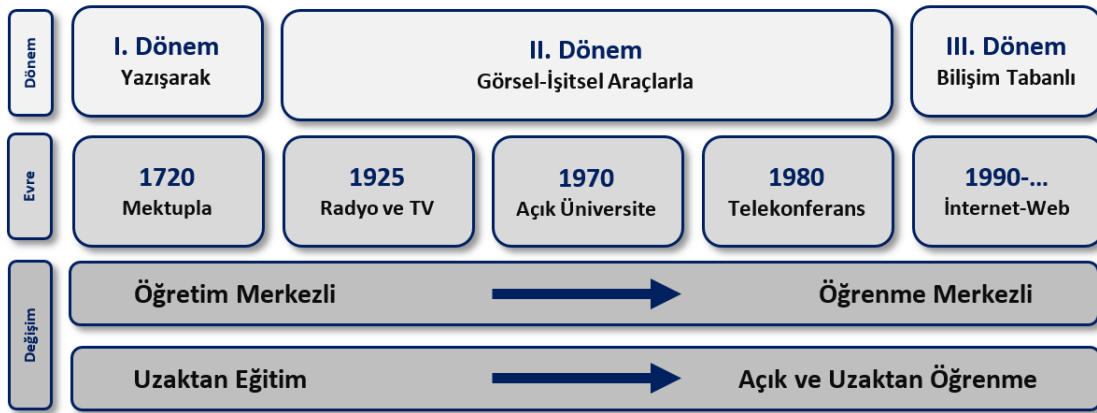 Dönem
I. Dönem
Yazışarak
II. Dönem
Görsel-İşitsel Araçlarla
III. Dönem
Bilişim Tabanlı
Evre
1720
Mektupla
1925
Radyo ve TV
1970
Açık Üniversite
1980
Telekonferans
1990-...
İnternet-Web
Değişim
Öğretim Merkezli
Öğrenme Merkezli
Uzaktan Eğitim
Açık ve Uzaktan Öğrenme